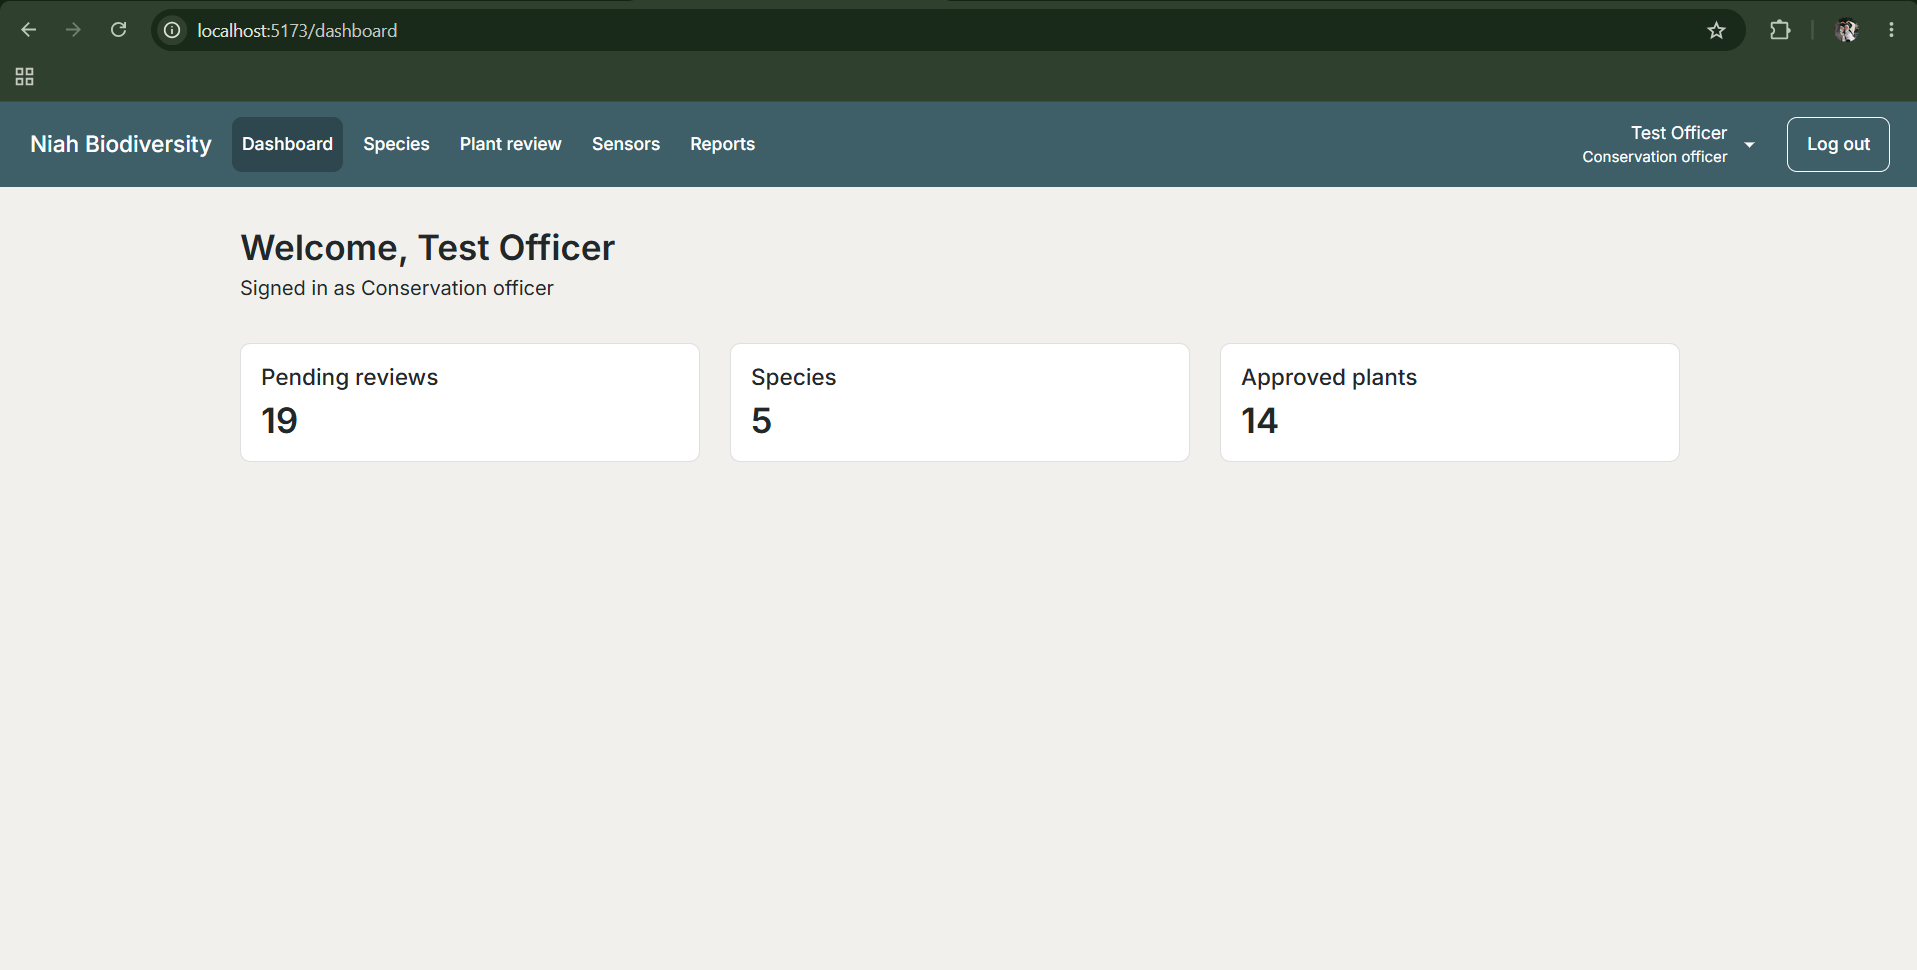 localhost:5173/dashboard
Niah Biodiversity Dashboard Species Plant review Sensors Reports
Test Officer
Conservation officer
Log out
Welcome, Test Officer
Signed in as Conservation officer
Pending reviews
19
Species
5
Approved plants
14